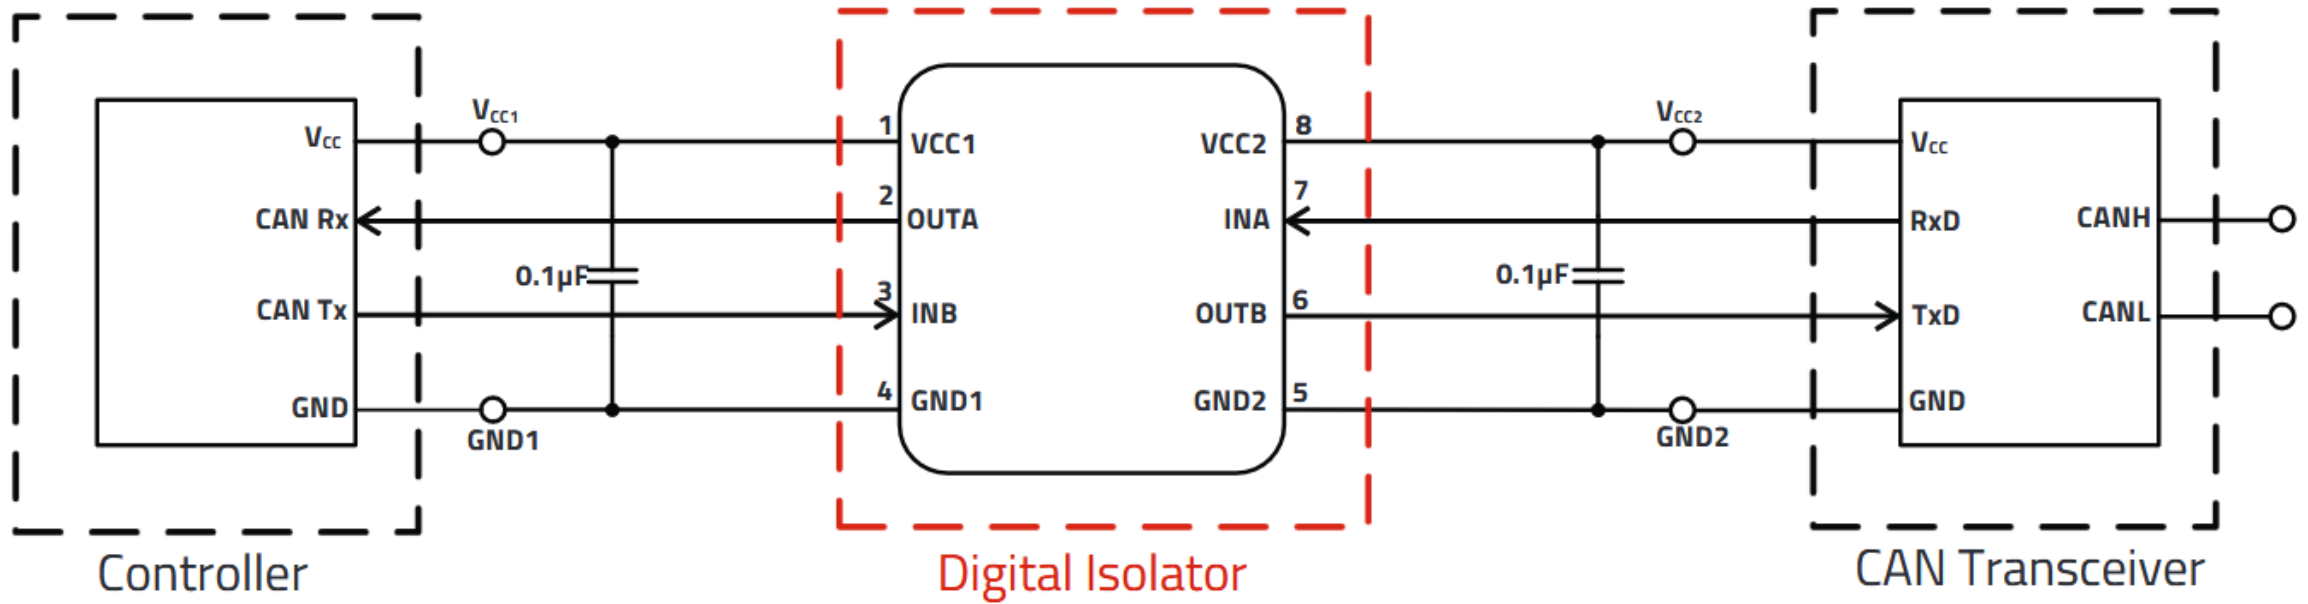 VCC
CAN Rx
CAN Tx
GND
VCC1
0.1µF
GND1
1
2
3
4
VCC1
OUTA
INB
GND1
VCC2
INA
OUTB
GND2
8
7
6
5
0.1µF
VCC2
GND2
VCC
RxD
TxD
GND
CANH
CANL
Controller
Digital Isolator
CAN Transceiver